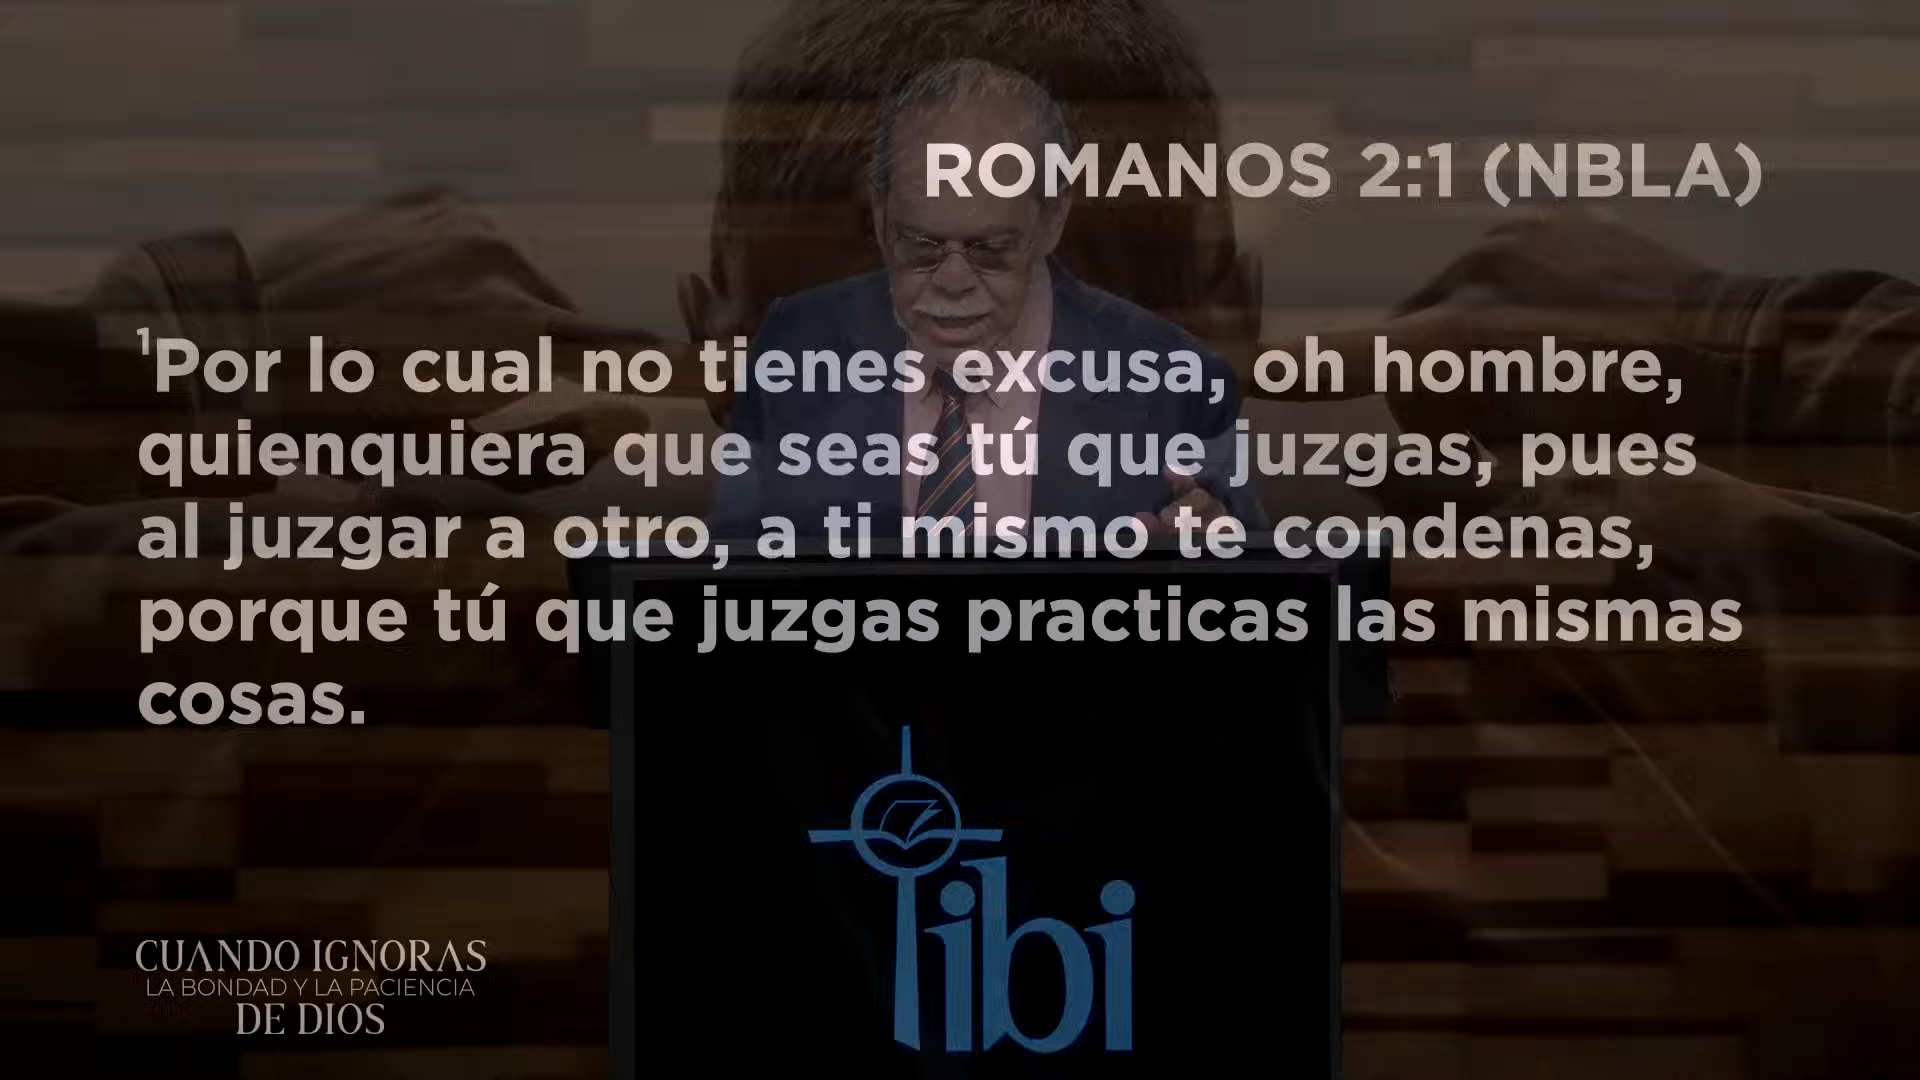 ROMANOS 2:1 (NBLA)
¹Por lo cual no tienes excusa, oh hombre,
quienquiera que seas tú que juzgas, pues
al juzgar a otro, a ti mismo te condenas,
porque tú que juzgas practicas las mismas
cosas.
CUANDO IGNORAS
LA BONDAD Y LA PACIENCIA
DE DIOS
ibi